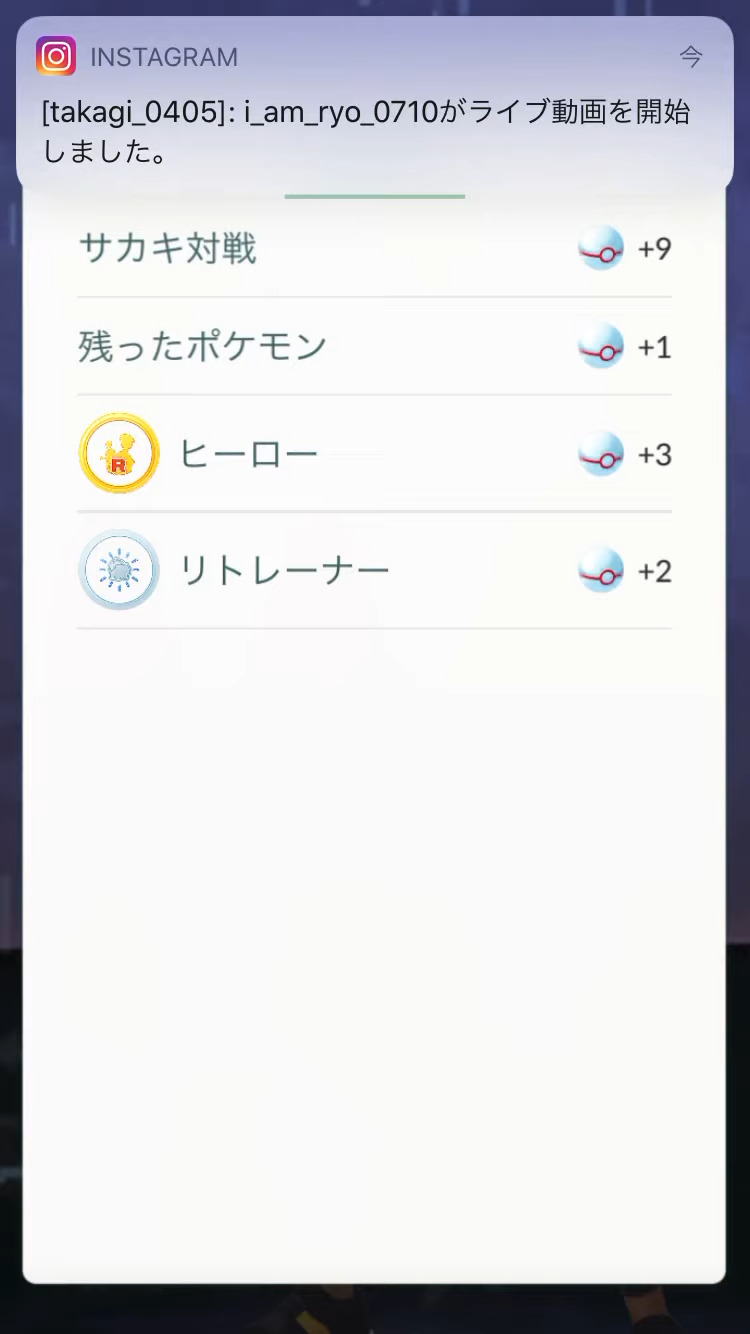 INSTAGRAM 今
[takagi_0405]: i_am_ryo_0710がライブ動画を開始
しました。
サカキ対戦 +9
残ったポケモン +1
R ヒーロー +3
リトレーナー +2